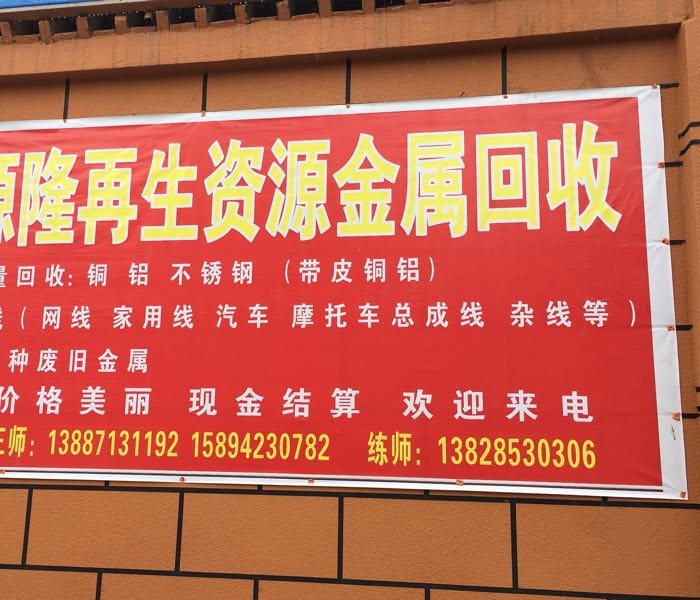 源隆再生资源金属回收
量回收:铜 铝 不锈钢 (带皮铜铝)
线(网线 家用线 汽车 摩托车总成线 杂线等)
种废旧金属
价格美丽 现金结算 欢迎来电
王师:13887131192 15894230782 练师:13828530306